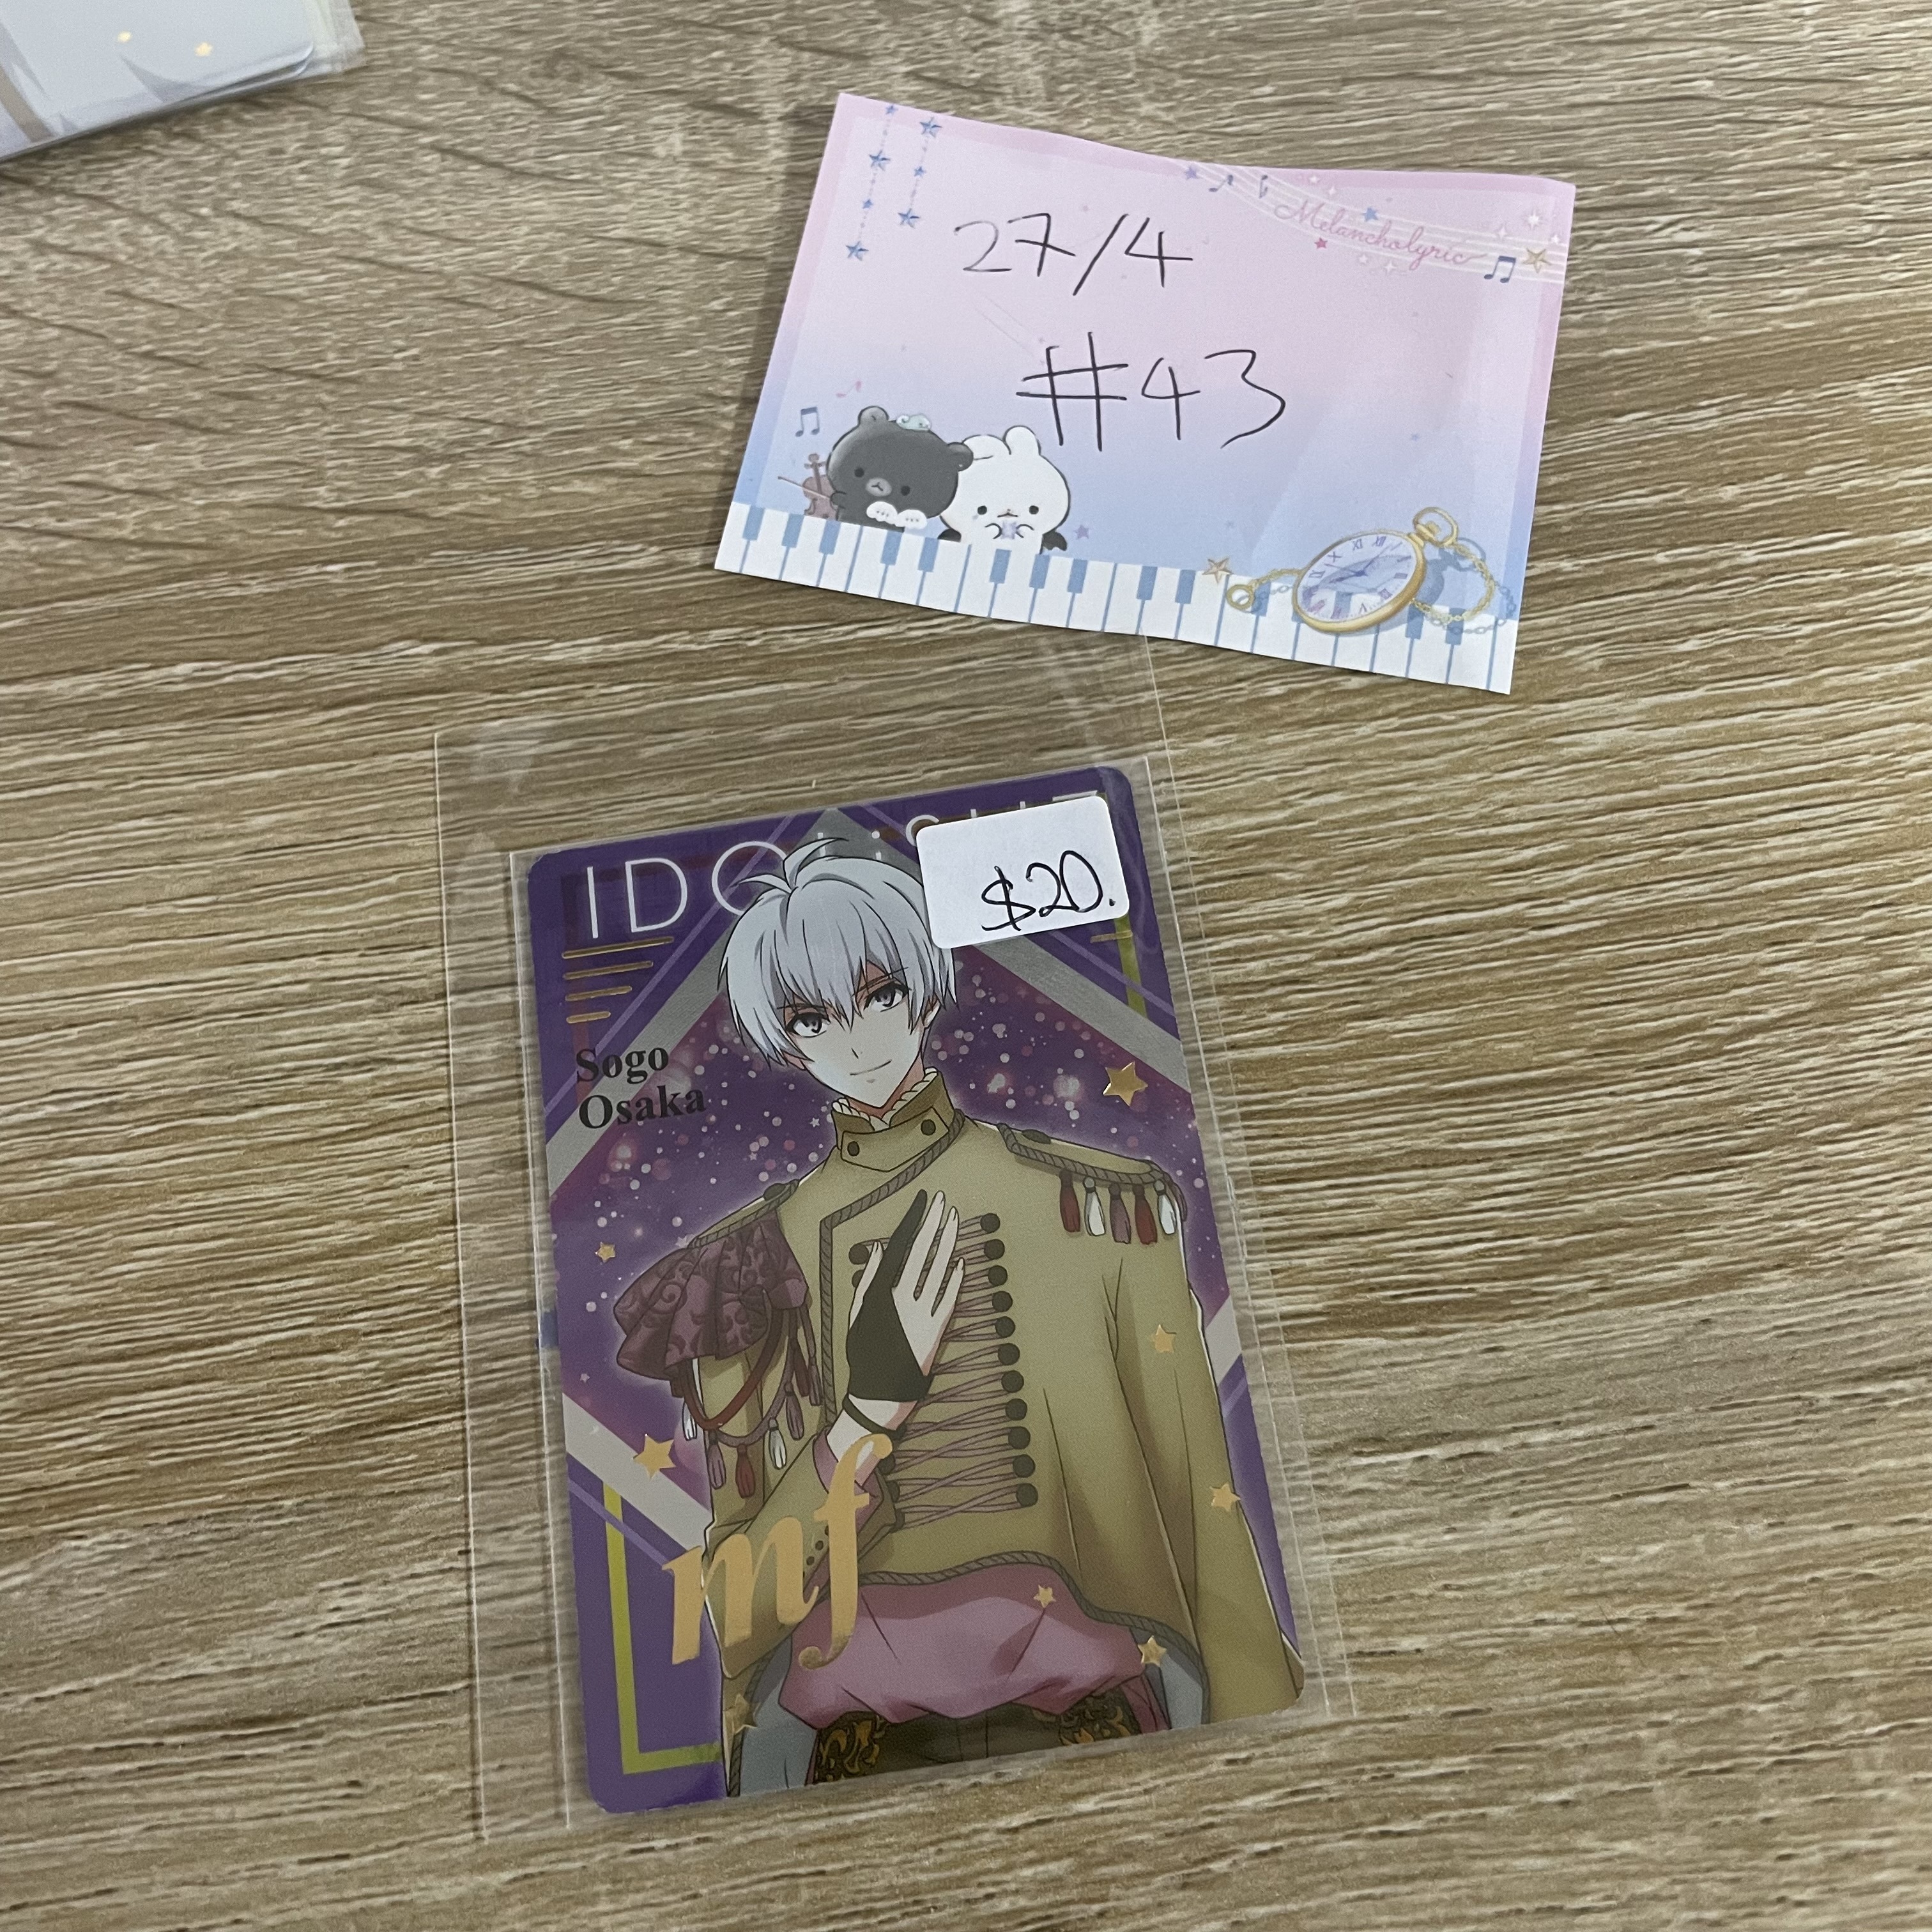 Melancholyric
27/4
#43
$20.
Sogo
Osaka
mf